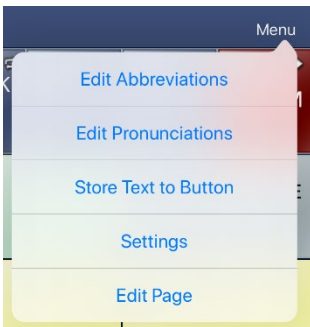 Menu
Edit Abbreviations
Edit Pronunciations
Store Text to Button
Settings
Edit Page